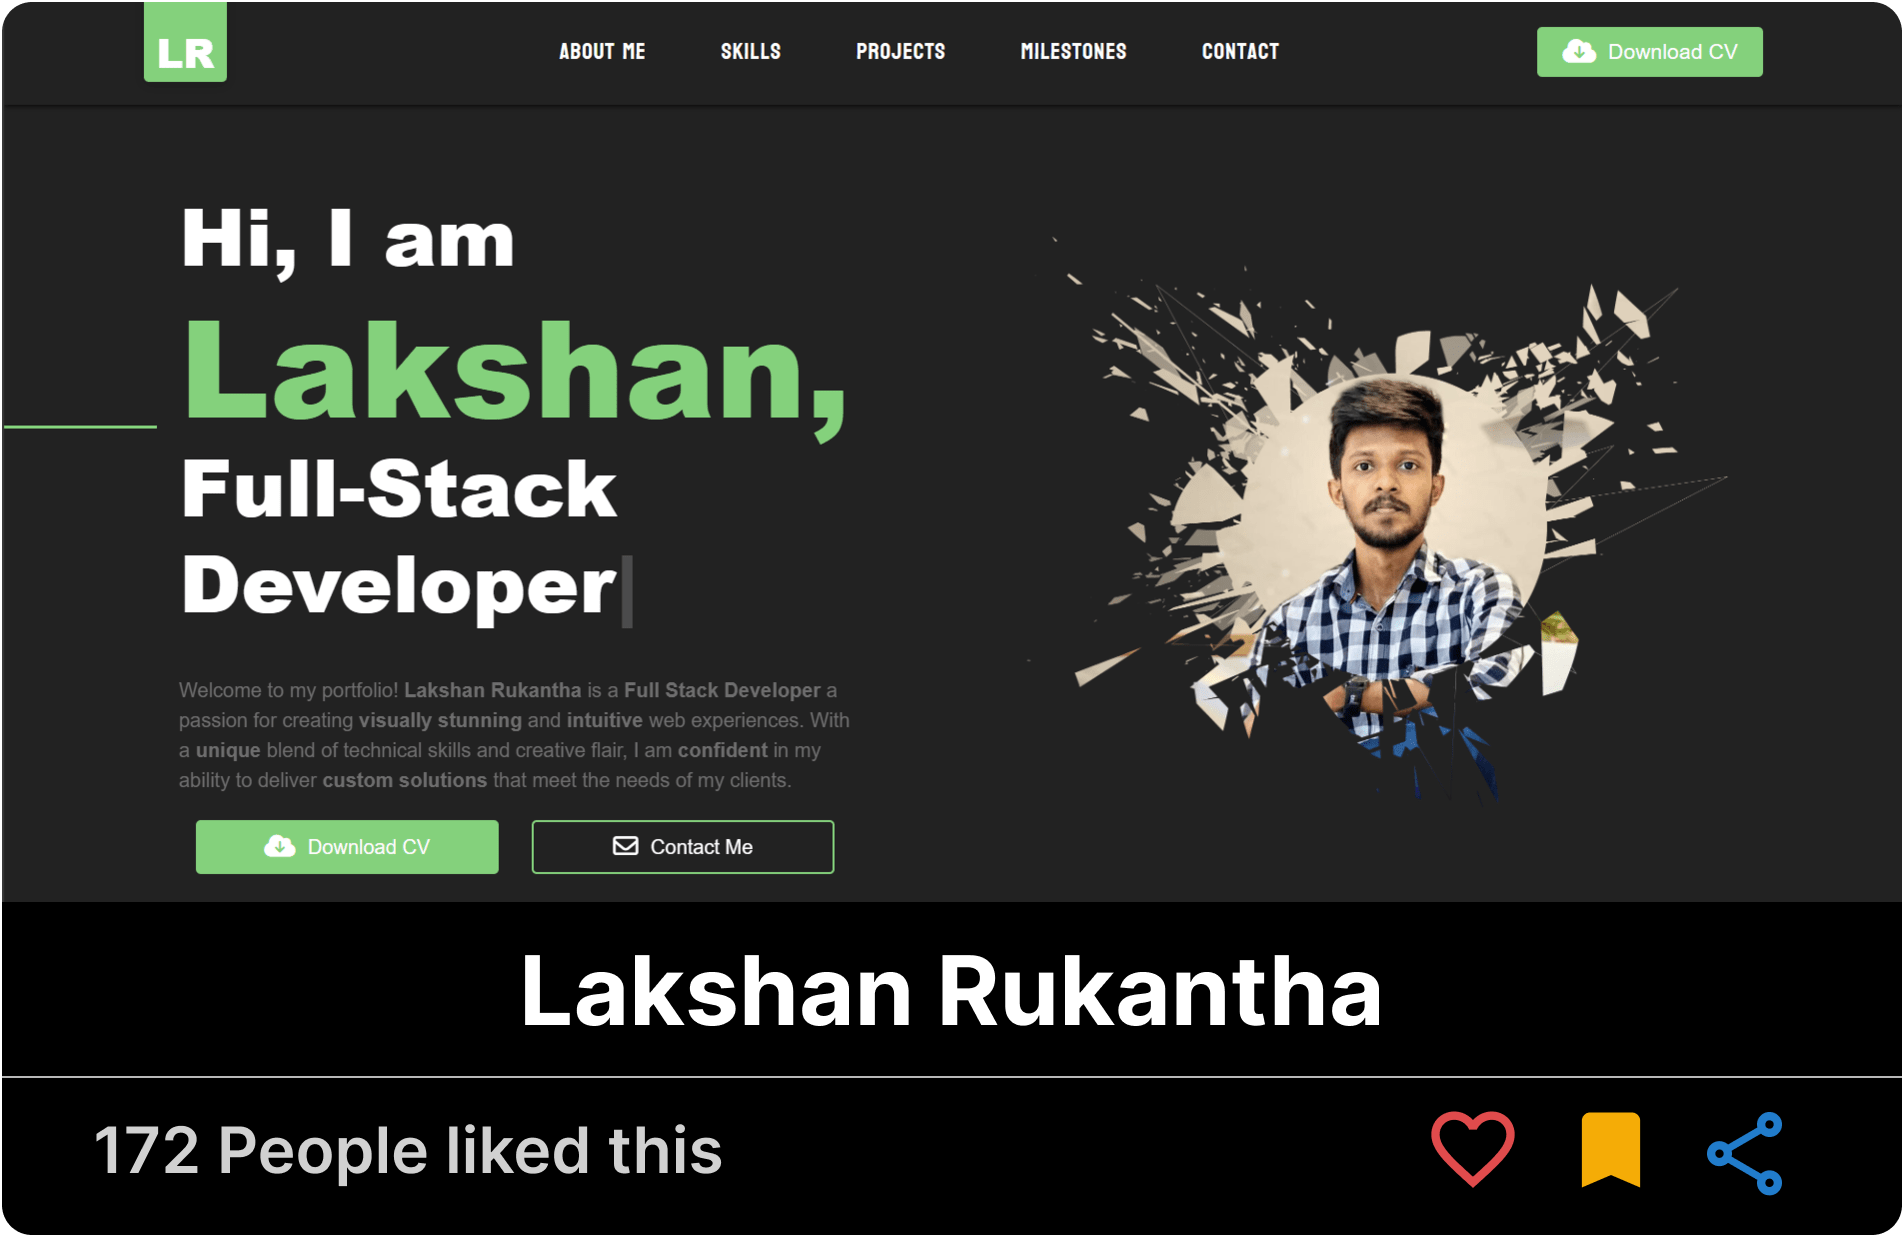 LR
ABOUT ME
SKILLS
PROJECTS
MILESTONES
CONTACT
Download CV
Hi, I am
Lakshan,
Full-Stack
Developer
Welcome to my portfolio! Lakshan Rukantha is a Full Stack Developer a
passion for creating visually stunning and intuitive web experiences. With
a unique blend of technical skills and creative flair, I am confident in my
ability to deliver custom solutions that meet the needs of my clients.
Download CV
Contact Me
Lakshan Rukantha
172 People liked this